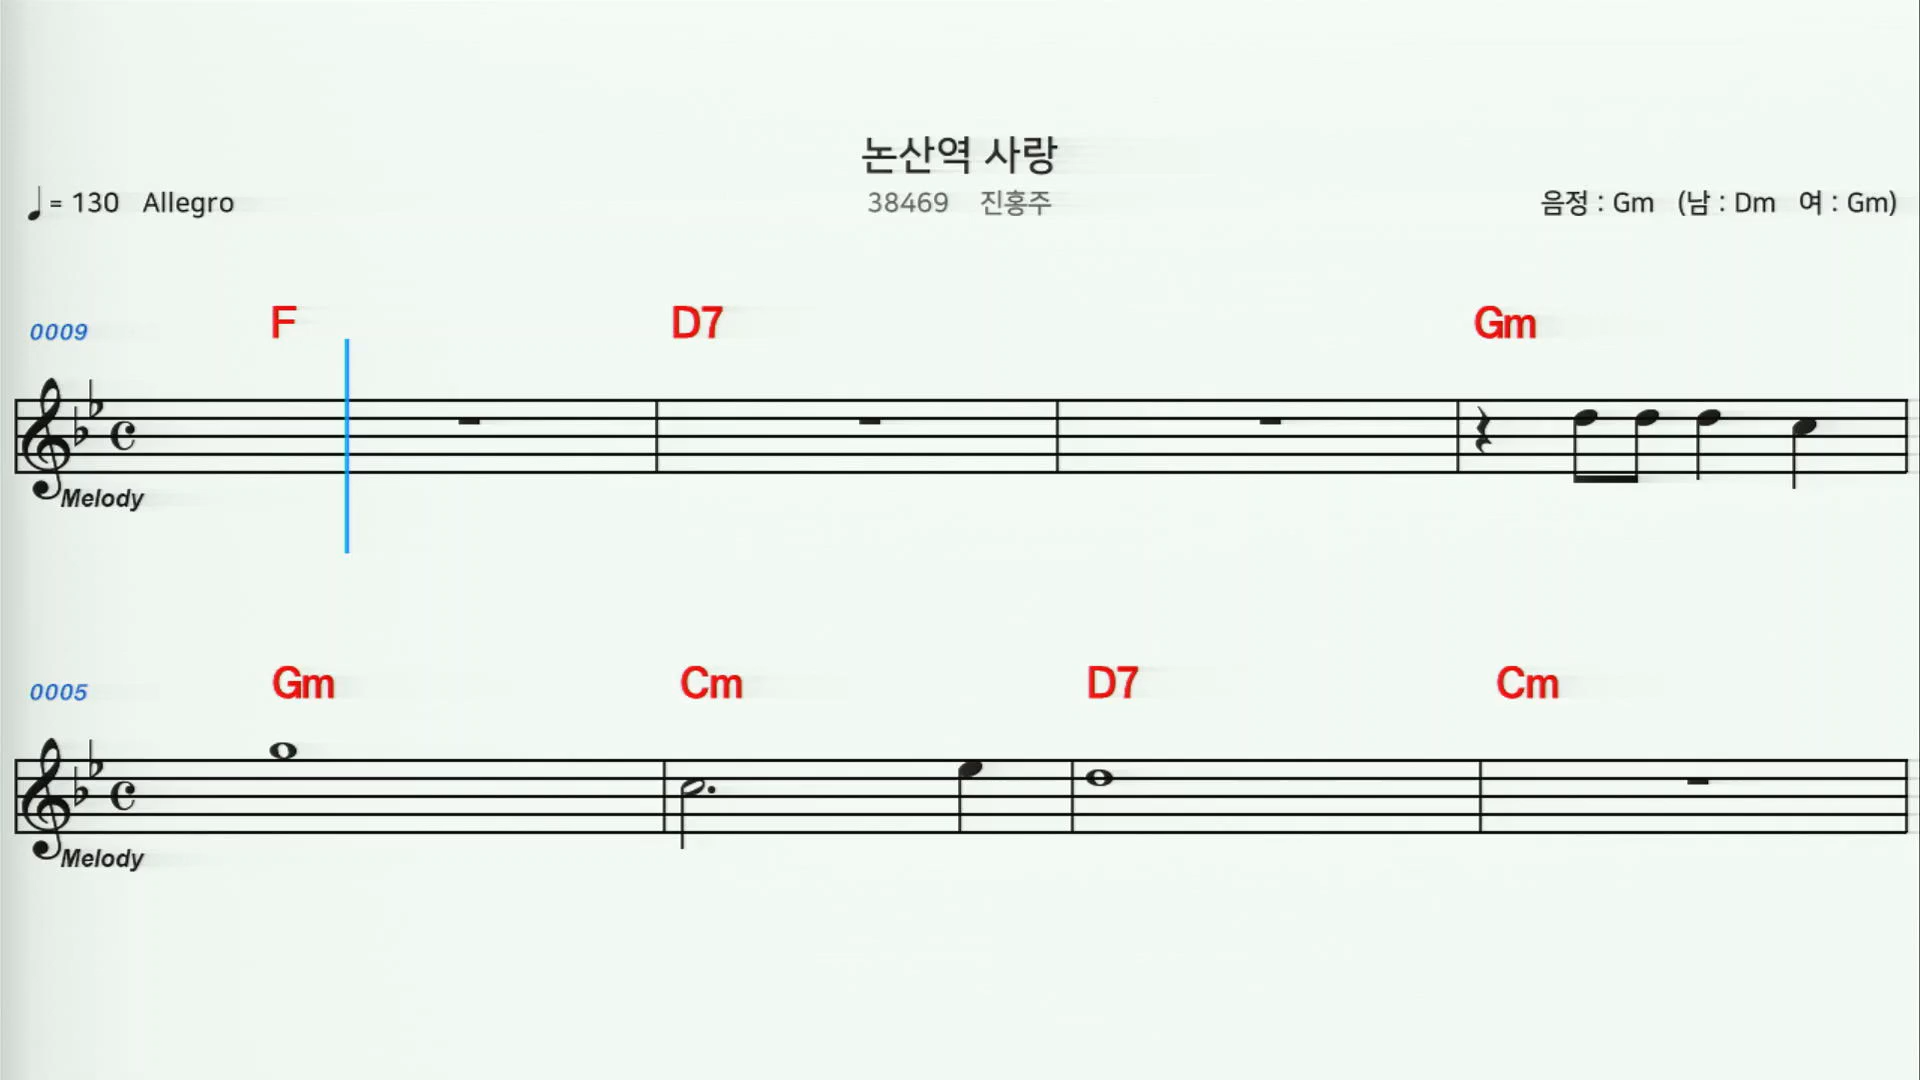 논산역 사랑
♩ = 130 Allegro
38469 진홍주
음정 : Gm (남 : Dm 여 : Gm)
0009 F D7 Gm
Melody
0005 Gm Cm D7 Cm
Melody